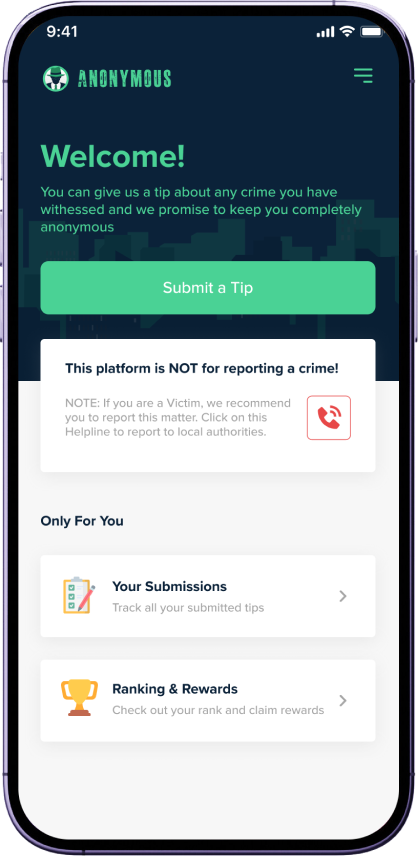 9:41
ANONYMOUS
Welcome!
You can give us a tip about any crime you have
withessed and we promise to keep you completely
anonymous
Submit a Tip
This platform is NOT for reporting a crime!
NOTE: If you are a Victim, we recommend
you to report this matter. Click on this
Helpline to report to local authorities.
Only For You
Your Submissions
Track all your submitted tips
Ranking & Rewards
Check out your rank and claim rewards